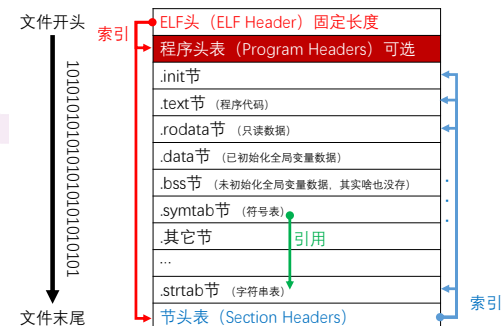 文件开头
索引
ELF头（ELF Header）固定长度
程序头表（Program Headers）可选
.init节
.text节 （程序代码）
.rodata节 （只读数据）
.data节 （已初始化全局变量数据）
.bss节 （未初始化全局变量数据，其实啥也没存）
.symtab节 （符号表）
.其它节
引用
...
.strtab节 （字符串表）
节头表（Section Headers）
索引
文件末尾